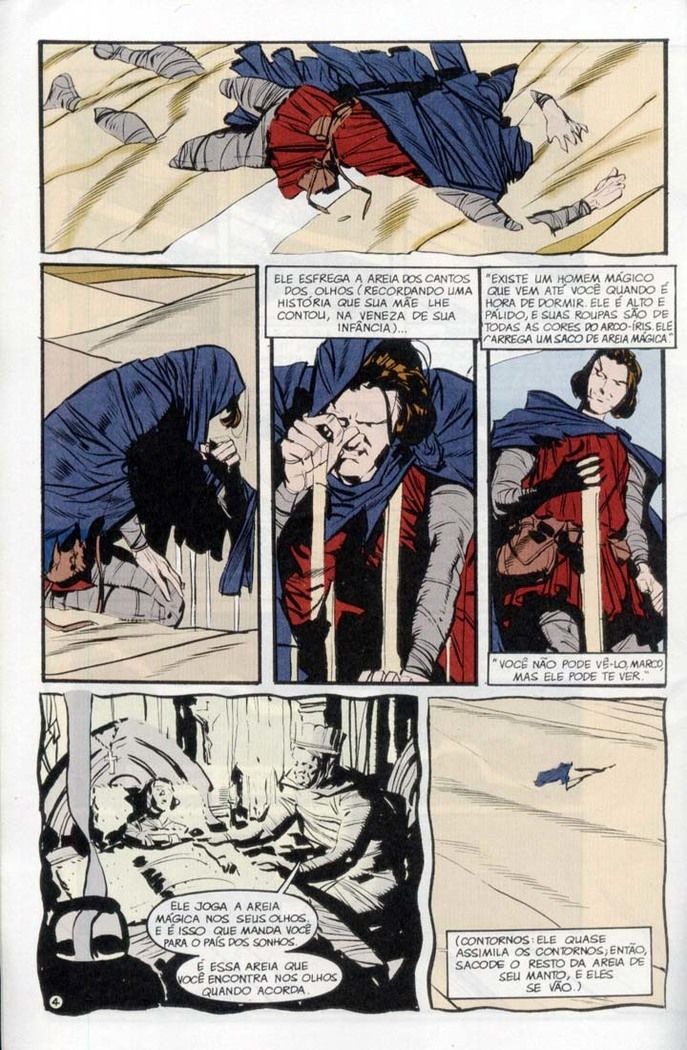 ELE ESFREGA A AREIA DOS CANTOS
DOS OLHOS (RECORDANDO UMA
HISTÓRIA QUE SUA MÃE LHE
CONTOU, NA VENEZA DE SUA
INFÂNCIA)...
"EXISTE UM HOMEM MÁGICO
QUE VEM ATÉ VOCÊ QUANDO É
HORA DE DORMIR. ELE É ALTO E
PÁLIDO, E SUAS ROUPAS SÃO DE
TODAS AS CORES DO ARCO-ÍRIS. ELE
CARREGA UM SACO DE AREIA MÁGICA."
"VOCÊ NÃO PODE VÊ-LO, MARCO,
MAS ELE PODE TE VER."
ELE JOGA A AREIA
MÁGICA NOS SEUS OLHOS,
E É ISSO QUE MANDA VOCÊ
PARA O PAÍS DOS SONHOS.
É ESSA AREIA QUE
VOCÊ ENCONTRA NOS OLHOS
QUANDO ACORDA.
(CONTORNOS: ELE QUASE
ASSIMILA OS CONTORNOS; ENTÃO,
SACODE O RESTO DA AREIA DE
SEU MANTO, E ELES
SE VÃO.)
4